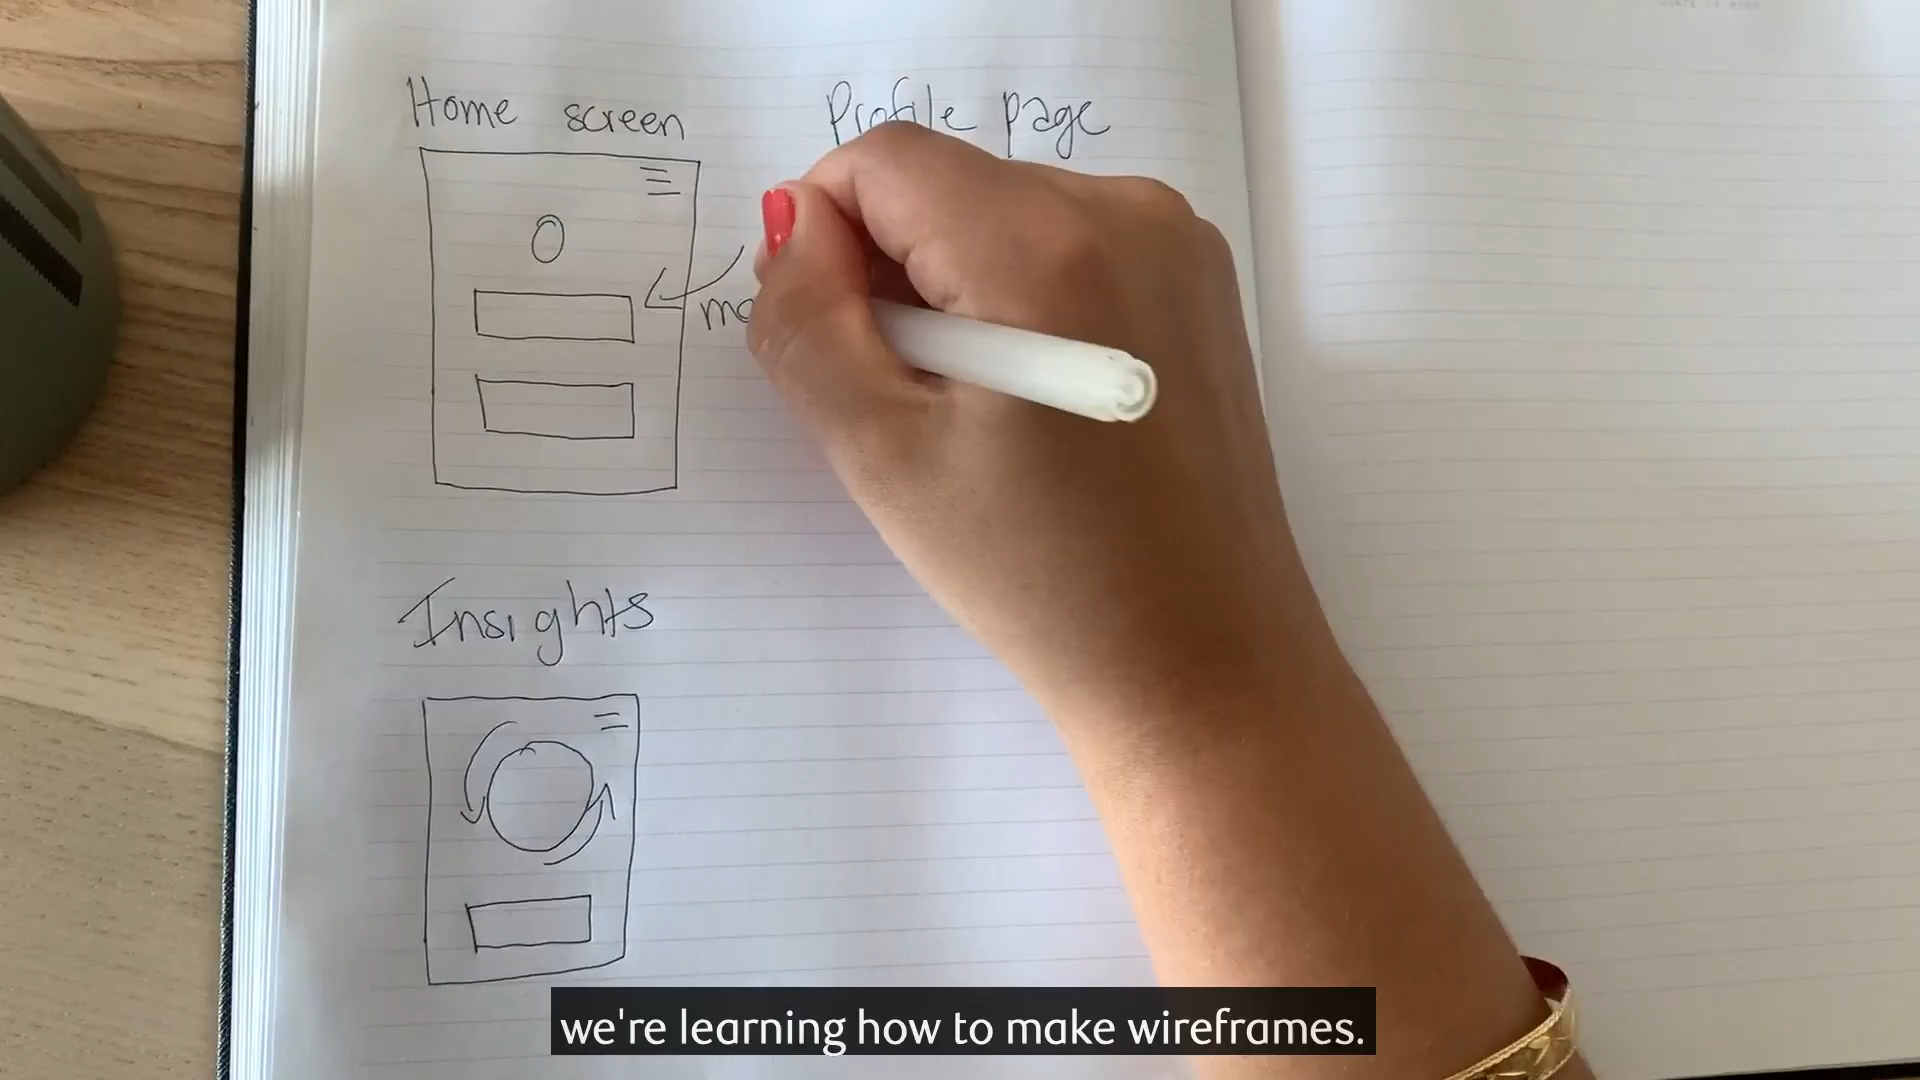 Home screen
Profile page
Insights
we're learning how to make wireframes.